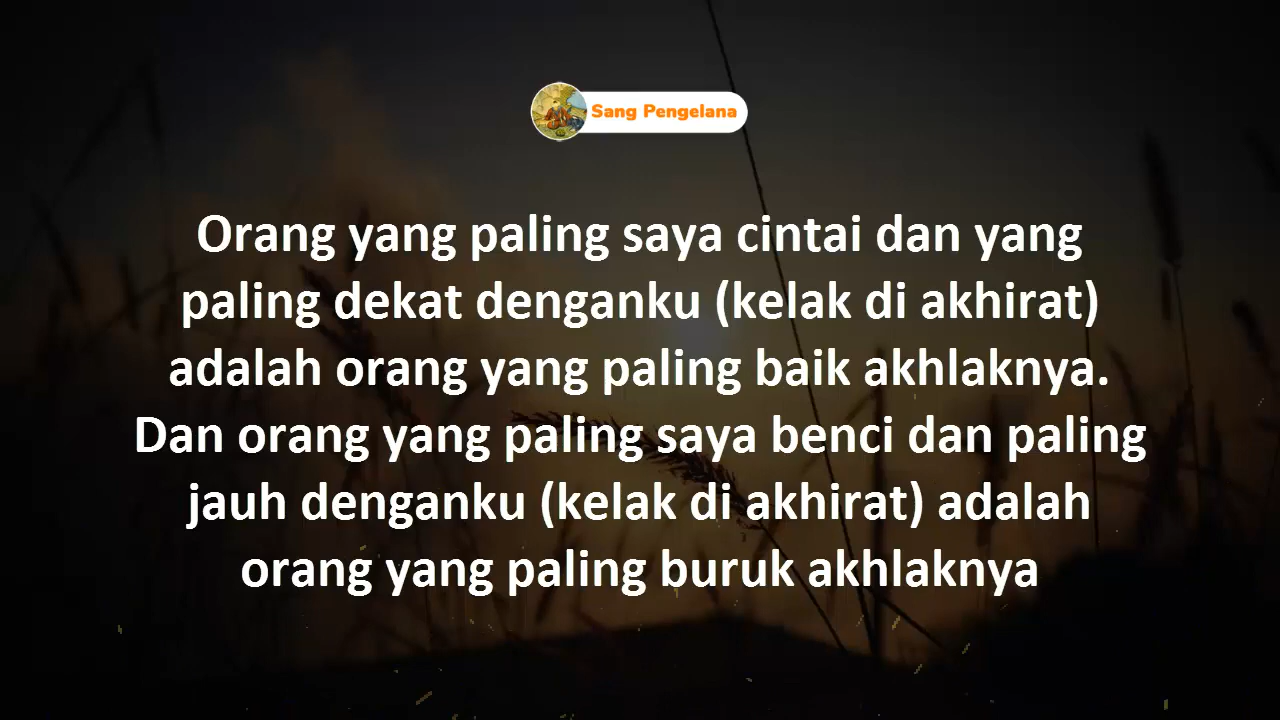 Sang Pengelana
Orang yang paling saya cintai dan yang
paling dekat denganku (kelak di akhirat)
adalah orang yang paling baik akhlaknya.
Dan orang yang paling saya benci dan paling
jauh denganku (kelak di akhirat) adalah
orang yang paling buruk akhlaknya